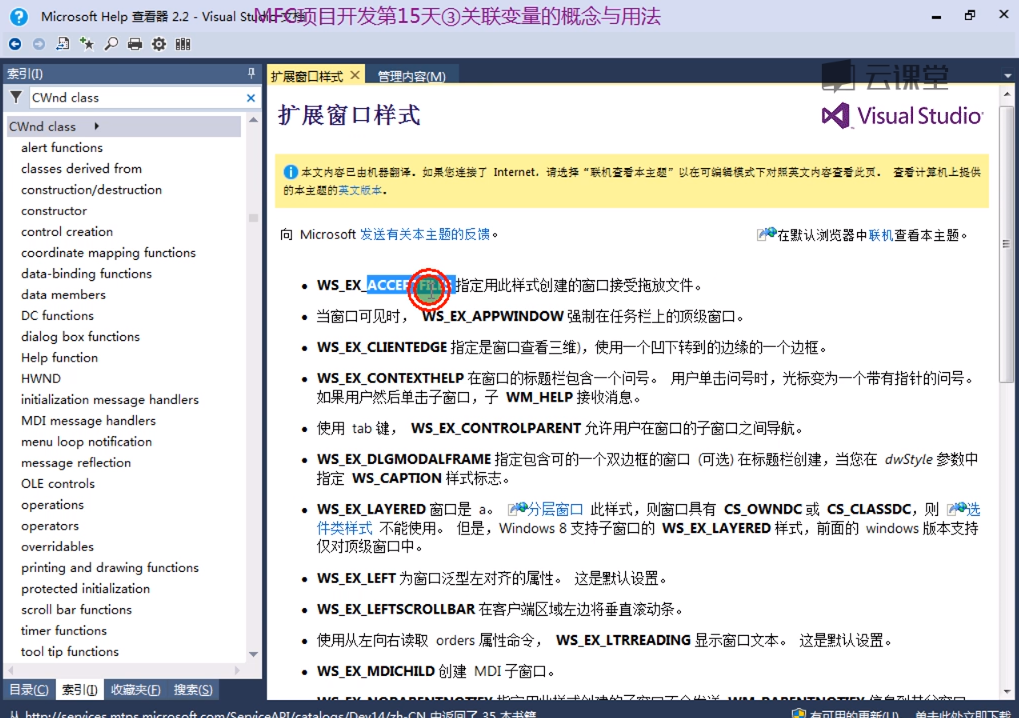 Microsoft Help 查看器 2.2 - Visual Stu
MFC项目开发第15天③关联变量的概念与用法
索引(I)
扩展窗口样式
管理内容(M)
云课堂
CWnd class
扩展窗口样式
Visual Studio
CWnd class
alert functions
classes derived from
construction/destruction
constructor
control creation
coordinate mapping functions
data-binding functions
data members
DC functions
dialog box functions
Help function
HWND
initialization message handlers
MDI message handlers
menu loop notification
message reflection
OLE controls
operations
operators
overridables
printing and drawing functions
protected initialization
scroll bar functions
timer functions
tool tip functions
目录(C) 索引(I) 收藏夹(F) 搜索(S)
本文内容已由机器翻译。如果您连接了 Internet，请选择“联机查看本主题”以在可编辑模式下对照英文内容查看此页。 查看计算机上提供
的本主题的英文版本。
向 Microsoft 发送有关本主题的反馈。
在默认浏览器中联机查看本主题。
WS_EX_ACCEP 指定用此样式创建的窗口接受拖放文件。
当窗口可见时， WS_EX_APPWINDOW 强制在任务栏上的顶级窗口。
WS_EX_CLIENTEDGE 指定是窗口查看三维)，使用一个凹下转到的边缘的一个边框。
WS_EX_CONTEXTHELP 在窗口的标题栏包含一个问号。 用户单击问号时，光标变为一个带有指针的问号。
如果用户然后单击子窗口，子 WM_HELP 接收消息。
使用 tab 键， WS_EX_CONTROLPARENT 允许用户在窗口的子窗口之间导航。
WS_EX_DLGMODALFRAME 指定包含可的一个双边框的窗口 (可选) 在标题栏创建，当您在 dwStyle 参数中
指定 WS_CAPTION 样式标志。
WS_EX_LAYERED 窗口是 a。 分层窗口 此样式，则窗口具有 CS_OWNDC 或 CS_CLASSDC，则 选
件类样式 不能使用。 但是，Windows 8 支持子窗口的 WS_EX_LAYERED 样式，前面的 windows 版本支持
仅对顶级窗口中。
WS_EX_LEFT 为窗口泛型左对齐的属性。 这是默认设置。
WS_EX_LEFTSCROLLBAR 在客户端区域左边将垂直滚动条。
使用从左向右读取 orders 属性命令， WS_EX_LTRREADING 显示窗口文本。 这是默认设置。
WS_EX_MDICHILD 创建 MDI 子窗口。
WS_EX_NOPARENTNOTIFY 指定用此样式创建的子窗口不会发送 WM_PARENTNOTIFY 信息到其父窗口
从 http://services.mtps.microsoft.com/ServiceAPI/catalogs/Dev14/zh-CN 中返回了 35 本书籍
有可用的更新(U) 单击此处立即下载